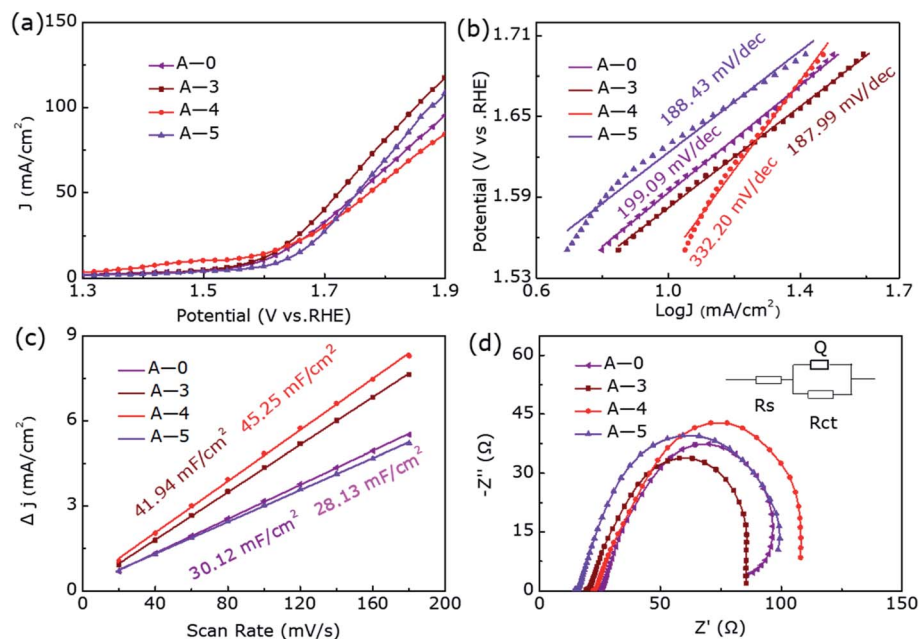 (a)
150
100
50
0
J (mA/cm²)
A—0
A—3
A—4
A—5
1.3
1.5
1.7
1.9
Potential (V vs.RHE)
(b)
1.71
1.65
1.59
1.53
Potential (V vs .RHE)
A—0
A—3
A—4
A—5
188.43 mV/dec
199.09 mV/dec
187.99 mV/dec
332.20 mV/dec
0.6
0.9
1.2
1.5
1.8
LogJ (mA/cm²)
(c)
9
6
3
0
Δ j (mA/cm²)
A—0
A—3
A—4
A—5
41.94 mF/cm²
45.25 mF/cm²
30.12 mF/cm²
28.13 mF/cm²
0
40
80
120
160
200
Scan Rate (mV/s)
(d)
60
45
30
15
0
-Z'' (Ω)
A—0
A—3
A—4
A—5
Q
Rs
Rct
0
50
100
150
Z' (Ω)